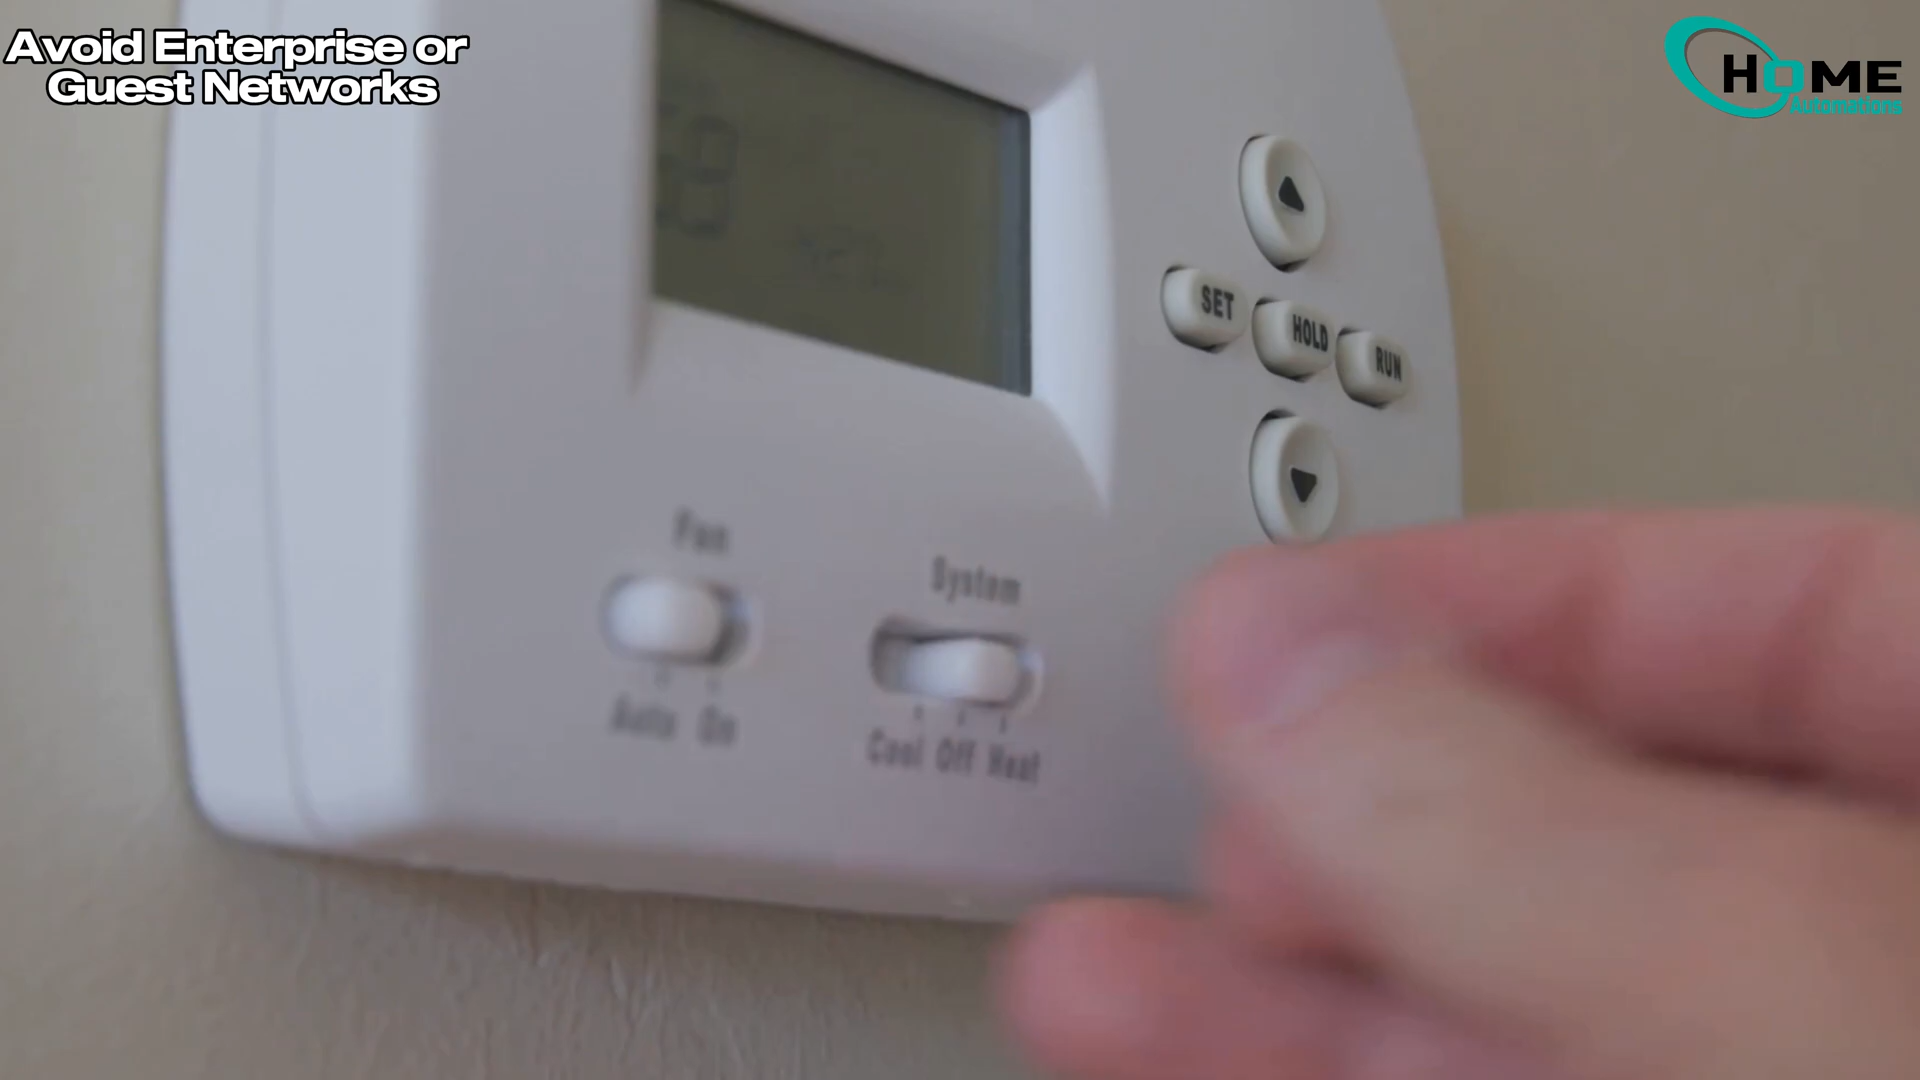 Avoid Enterprise or
Guest Networks
HOME
Automations
SET
HOLD
RUN
Fan
System
Auto On
Cool Off Heat